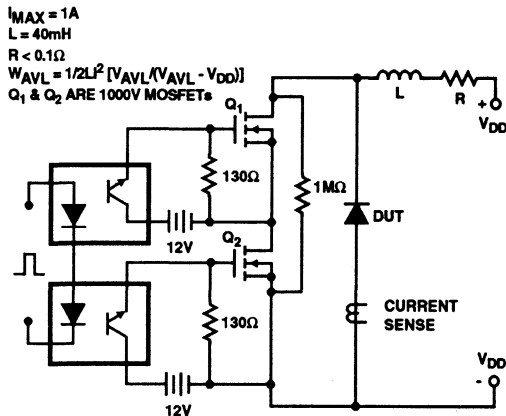 IMAX = 1A
L = 40mH
R < 0.1Ω
WAVL = 1/2LI² [VAVL/(VAVL - VDD)]
Q1 & Q2 ARE 1000V MOSFETs
Q1
L
R
+
VDD
130Ω
1MΩ
DUT
12V
Q2
130Ω
CURRENT
SENSE
VDD
-
12V